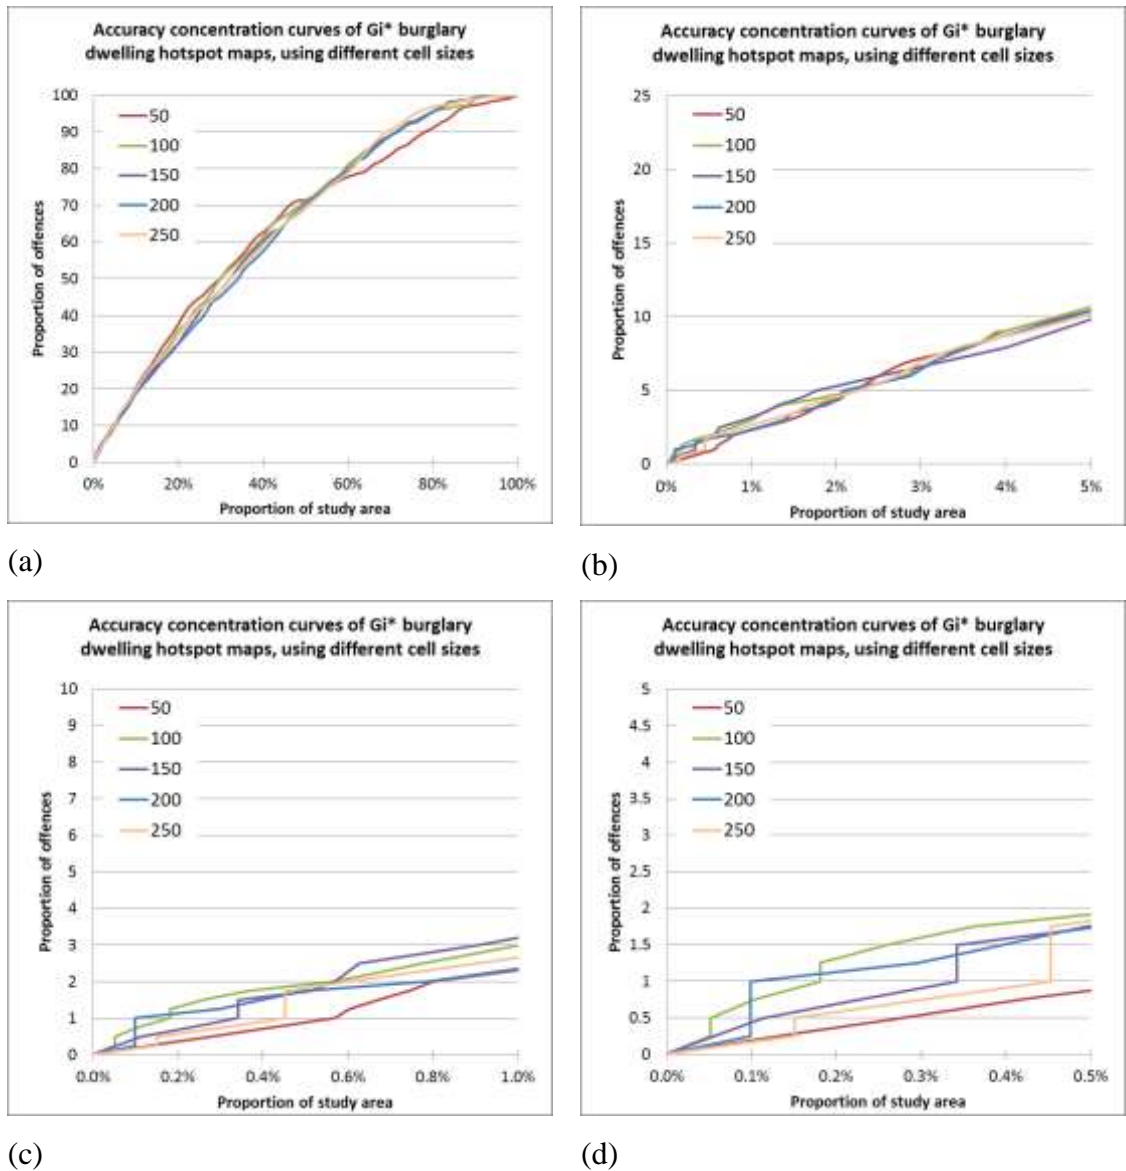 Accuracy concentration curves of Gi* burglary
dwelling hotspot maps, using different cell sizes
100
90
80
70
60
50
40
30
20
10
0
Proportion of offences
50
100
150
200
250
0% 20% 40% 60% 80% 100%
Proportion of study area
(a)
Accuracy concentration curves of Gi* burglary
dwelling hotspot maps, using different cell sizes
25
20
15
10
5
0
Proportion of offences
50
100
150
200
250
0% 1% 2% 3% 4% 5%
Proportion of study area
(b)
Accuracy concentration curves of Gi* burglary
dwelling hotspot maps, using different cell sizes
10
9
8
7
6
5
4
3
2
1
0
Proportion of offences
50
100
150
200
250
0.0% 0.2% 0.4% 0.6% 0.8% 1.0%
Proportion of study area
(c)
Accuracy concentration curves of Gi* burglary
dwelling hotspot maps, using different cell sizes
5
4.5
4
3.5
3
2.5
2
1.5
1
0.5
0
Proportion of offences
50
100
150
200
250
0.0% 0.1% 0.2% 0.3% 0.4% 0.5%
Proportion of study area
(d)